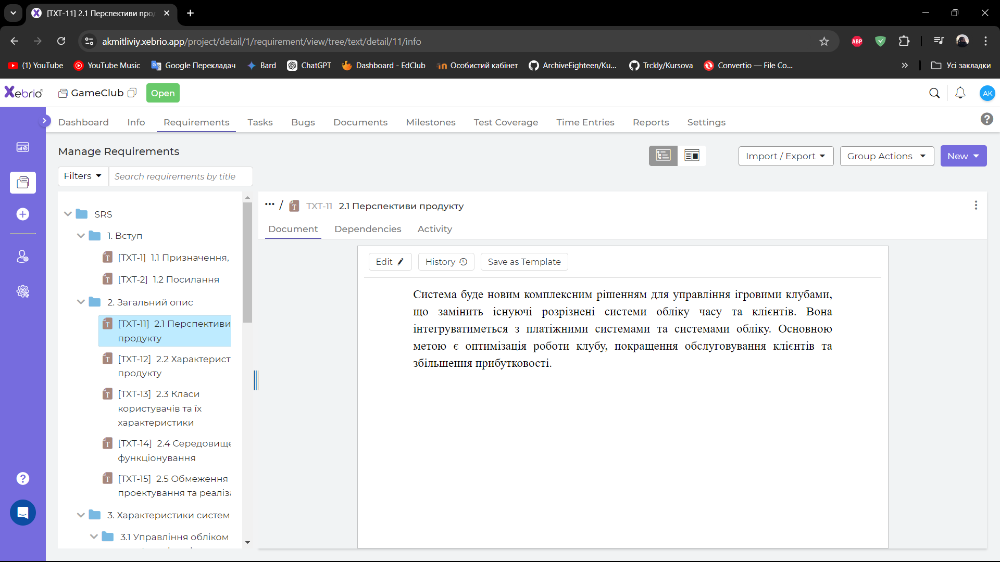 [TXT-11] 2.1 Перспективи про
akmitliviy.xebrio.app/project/detail/1/requirement/view/tree/text/detail/11/info
ABP
(1) YouTube
YouTube Music
Google Перекладач
Bard
ChatGPT
Dashboard - EdClub
Особистий кабінет
ArchiveEighteen/Ku...
Trckly/Kursova
Convertio — File Co...
Усі закладки
Xebrio
GameClub
Open
AK
Dashboard
Info
Requirements
Tasks
Bugs
Documents
Milestones
Test Coverage
Time Entries
Reports
Settings
Manage Requirements
Import / Export
Group Actions
New
Filters
Search requirements by title
SRS
1. Вступ
[TXT-1] 1.1 Призначення,
[TXT-2] 1.2 Посилання
2. Загальний опис
[TXT-11] 2.1 Перспективи
продукту
[TXT-12] 2.2 Характерист
продукту
[TXT-13] 2.3 Класи
користувачів та їх
характеристики
[TXT-14] 2.4 Середовище
функціонування
[TXT-15] 2.5 Обмеження
проектування та реаліза
3. Характеристики систем
3.1 Управління обліком
... / TXT-11 2.1 Перспективи продукту
Document
Dependencies
Activity
Edit
History
Save as Template
Система буде новим комплексним рішенням для управління ігровими клубами,
що замінить існуючі розрізнені системи обліку часу та клієнтів. Вона
інтегруватиметься з платіжними системами та системами обліку. Основною
метою є оптимізація роботи клубу, покращення обслуговування клієнтів та
збільшення прибутковості.